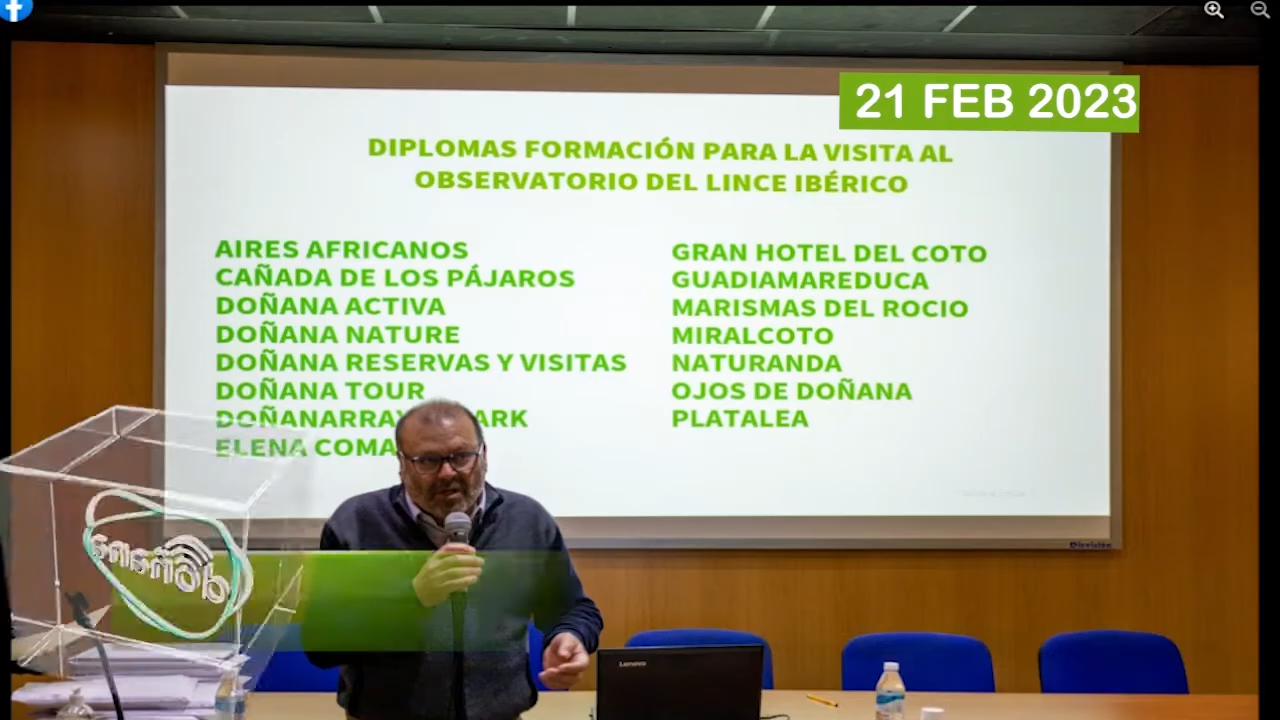 21 FEB 2023
DIPLOMAS FORMACIÓN PARA LA VISITA AL
OBSERVATORIO DEL LINCE IBÉRICO
AIRES AFRICANOS
CAÑADA DE LOS PÁJAROS
DOÑANA ACTIVA
DOÑANA NATURE
DOÑANA RESERVAS Y VISITAS
DOÑANA TOUR
ELENA
GRAN HOTEL DEL COTO
GUADIAMAREDUCA
MARISMAS DEL ROCIO
MIRALCOTO
NATURANDA
OJOS DE DOÑANA
PLATALEA
doñana
Lenovo